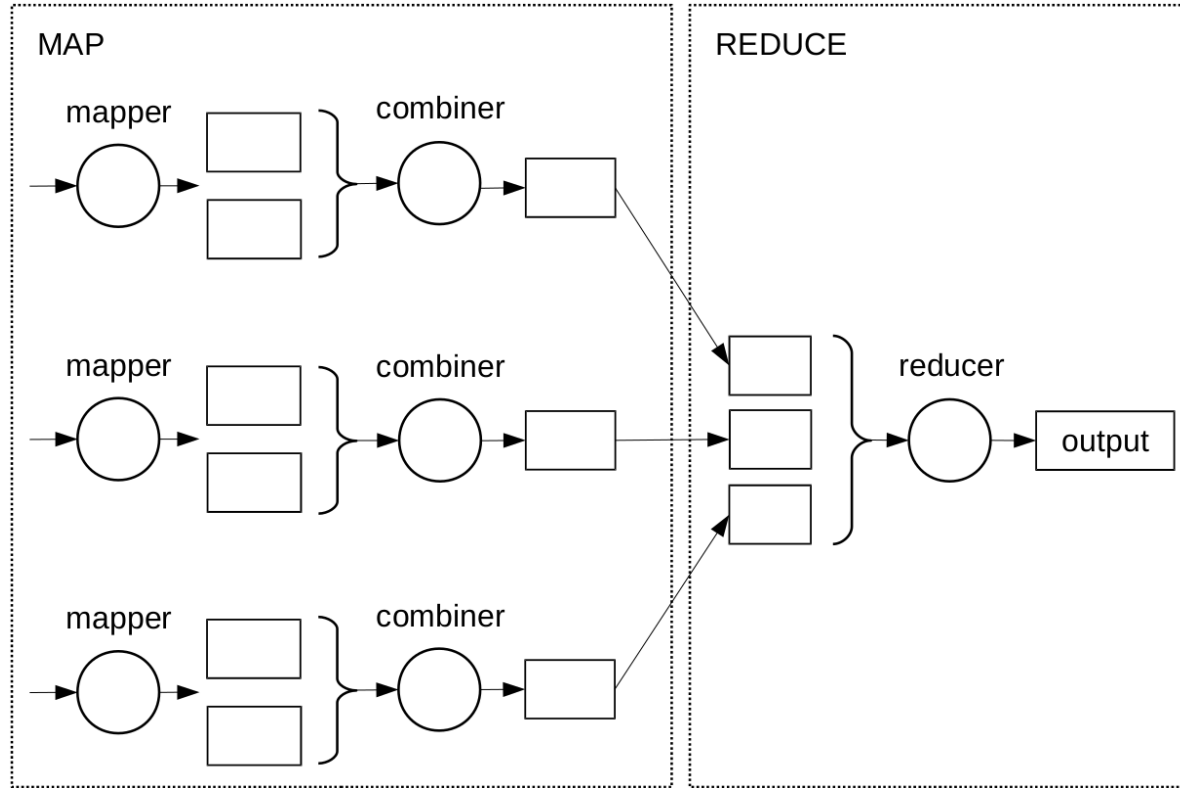 MAP
REDUCE
mapper
combiner
mapper
combiner
reducer
output
mapper
combiner